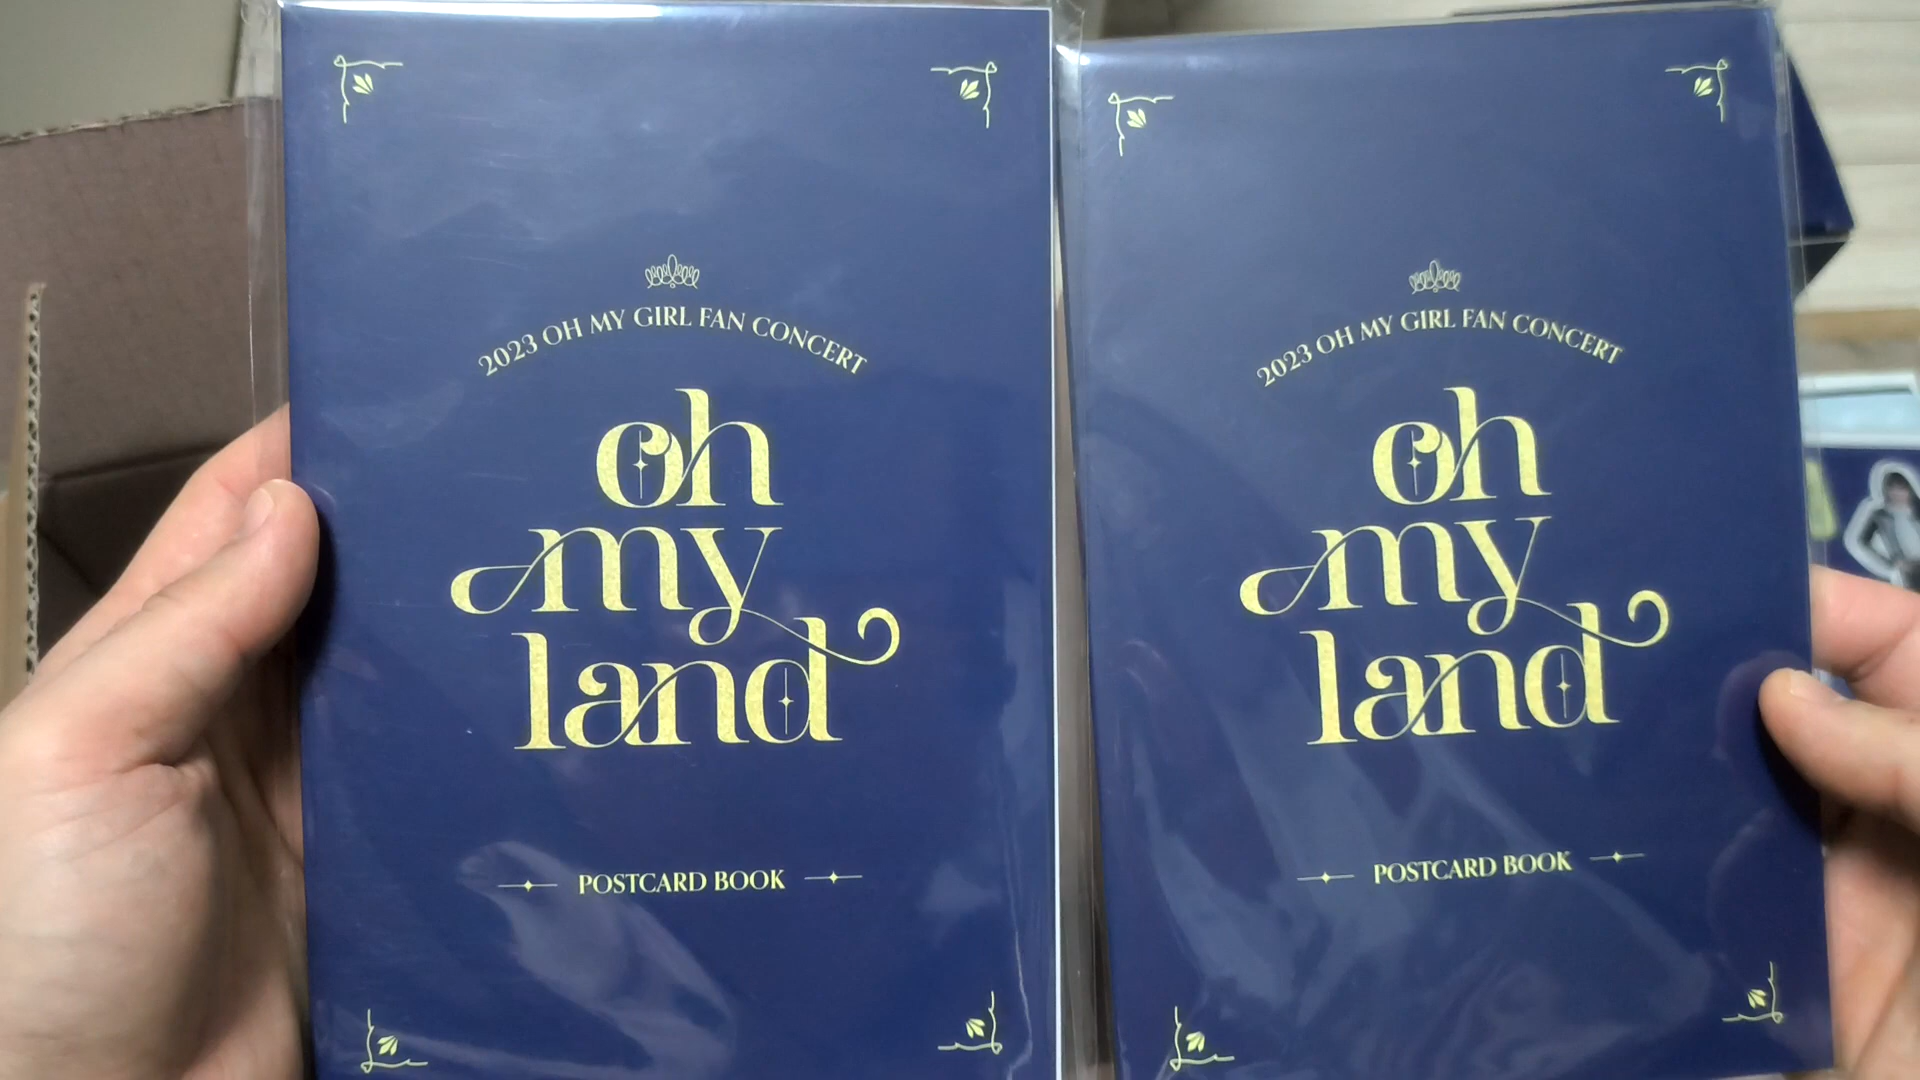 2023 OH MY GIRL FAN CONCERT
oh
my
land
POSTCARD BOOK
2023 OH MY GIRL FAN CONCERT
oh
my
land
POSTCARD BOOK